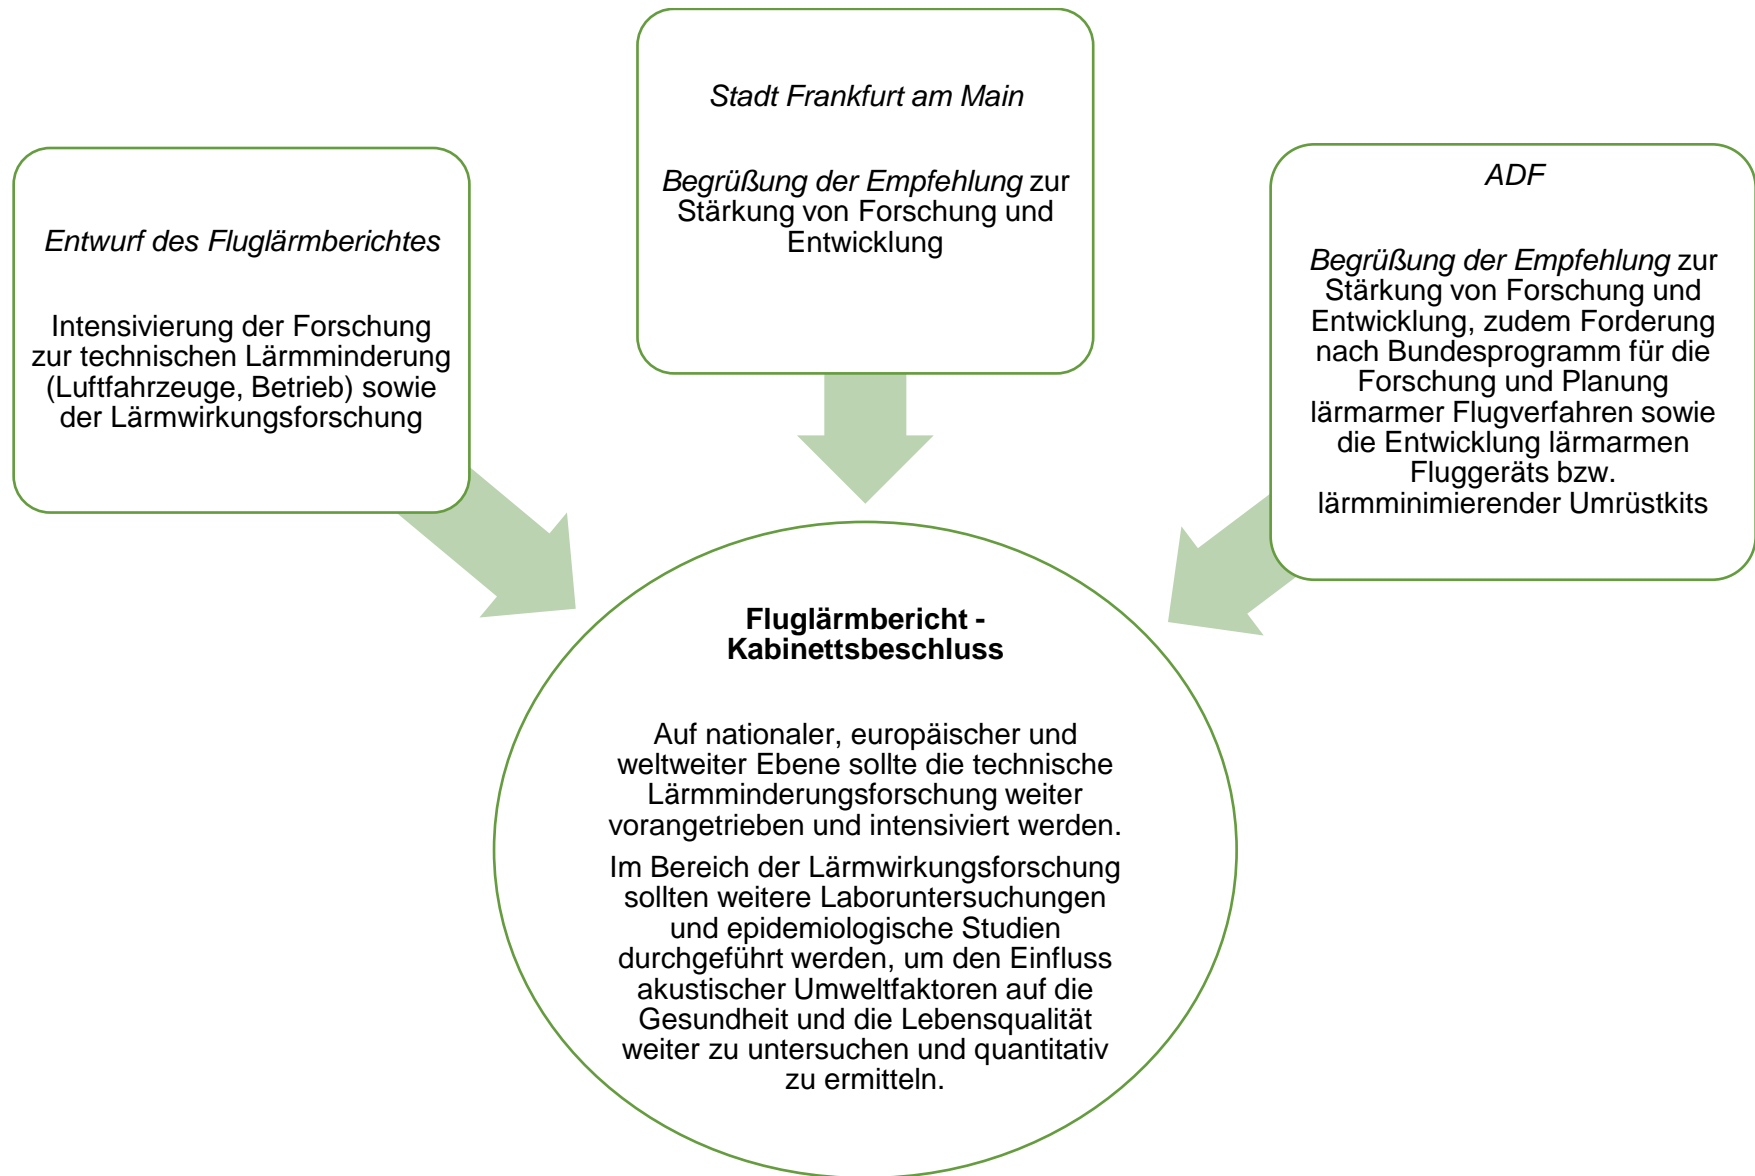 Entwurf des Fluglärmberichtes
Intensivierung der Forschung
zur technischen Lärmminderung
(Luftfahrzeuge, Betrieb) sowie
der Lärmwirkungsforschung
Stadt Frankfurt am Main
Begrüßung der Empfehlung zur
Stärkung von Forschung und
Entwicklung
ADF
Begrüßung der Empfehlung zur
Stärkung von Forschung und
Entwicklung, zudem Forderung
nach Bundesprogramm für die
Forschung und Planung
lärmarmer Flugverfahren sowie
die Entwicklung lärmarmen
Fluggeräts bzw.
lärmminimierender Umrüstkits
Fluglärmbericht -
Kabinettsbeschluss
Auf nationaler, europäischer und
weltweiter Ebene sollte die technische
Lärmminderungsforschung weiter
vorangetrieben und intensiviert werden.
Im Bereich der Lärmwirkungsforschung
sollten weitere Laboruntersuchungen
und epidemiologische Studien
durchgeführt werden, um den Einfluss
akustischer Umweltfaktoren auf die
Gesundheit und die Lebensqualität
weiter zu untersuchen und quantitativ
zu ermitteln.